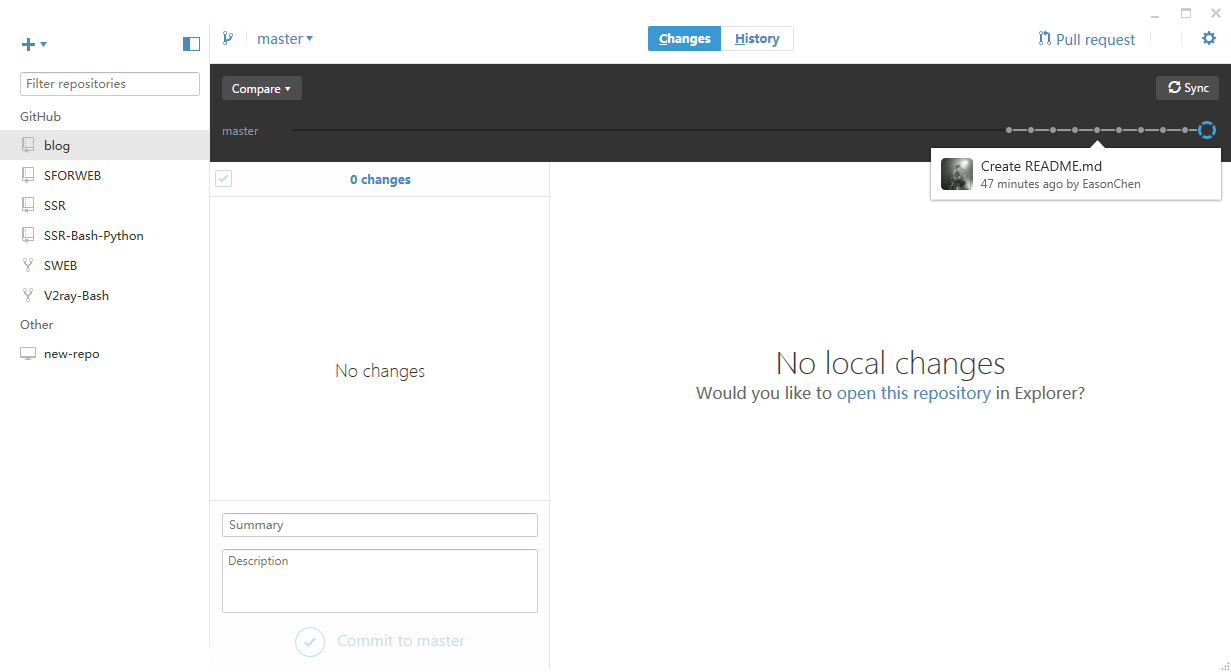 master
Changes
History
Pull request
Filter repositories
GitHub
blog
SFORWEB
SSR
SSR-Bash-Python
SWEB
V2ray-Bash
Other
new-repo
Compare
Sync
master
Create README.md
47 minutes ago by EasonChen
0 changes
No changes
No local changes
Would you like to open this repository in Explorer?
Summary
Description
Commit to master